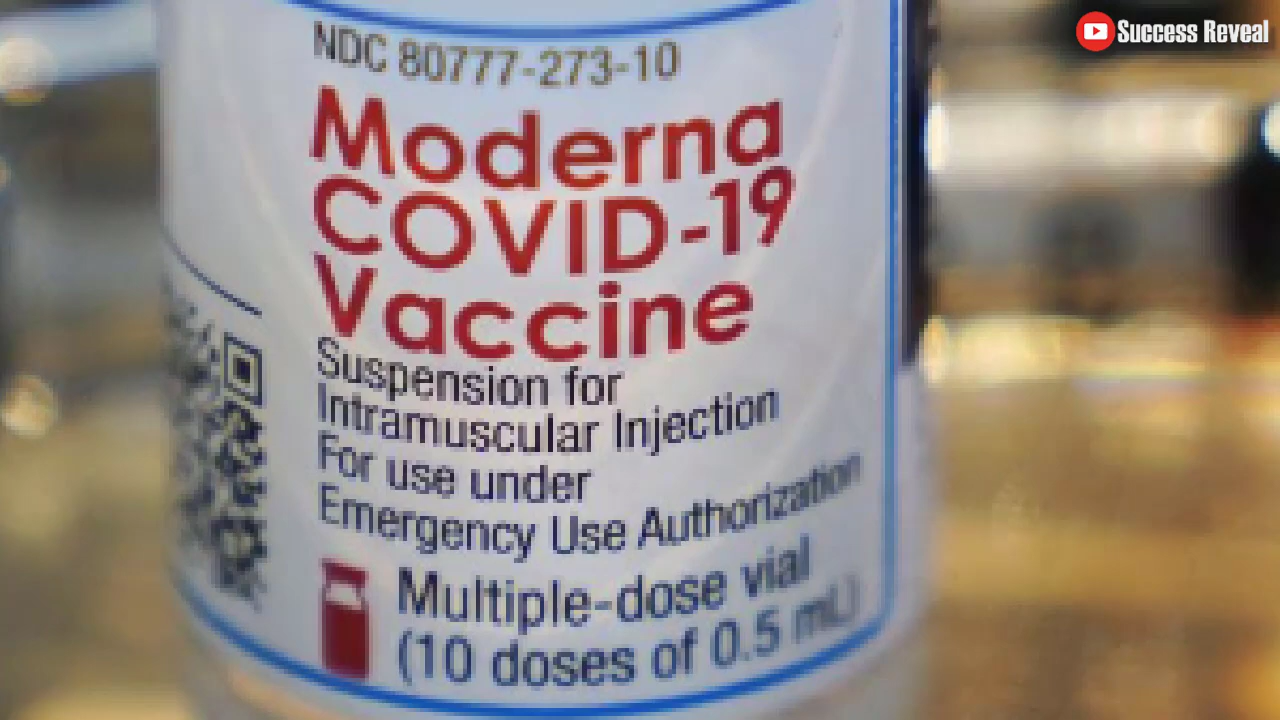 Success Reveal
NDC 80777-273-10
Moderna
COVID-19
Vaccine
Suspension for
Intramuscular Injection
For use under
Emergency Use Authorization
Multiple-dose vial
(10 doses of 0.5 mL)